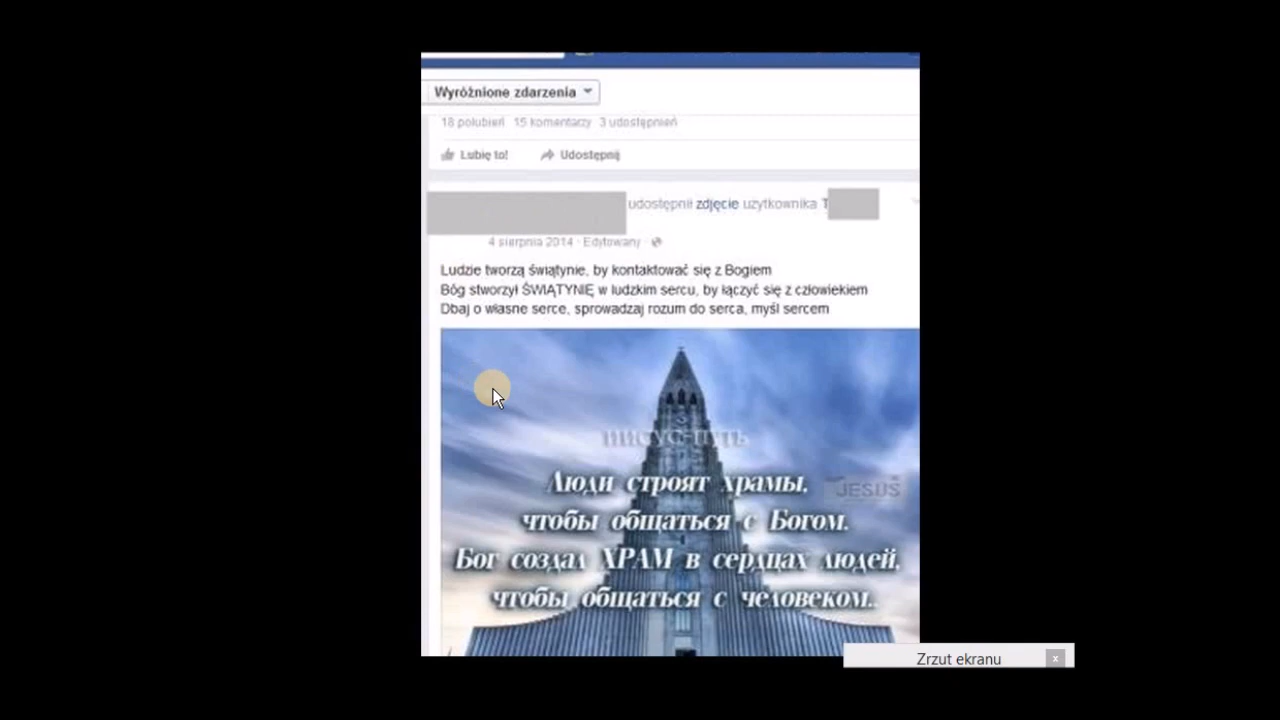 Wyróżnione zdarzenia
18 polubień 15 komentarzy 3 udostępnień
Lubię to! Udostępnij
udostępnił zdjęcie użytkownika T
4 sierpnia 2014 · Edytowany ·
Ludzie tworzą świątynie, by kontaktować się z Bogiem
Bóg stworzył ŚWIĄTYNIĘ w ludzkim sercu, by łączyć się z człowiekiem
Dbaj o własne serce, sprowadzaj rozum do serca, myśl sercem
ИИСУС-ПУТЬ
Люди строят храмы,
JESUS
чтобы общаться с Богом.
Бог создал ХРАМ в сердцах людей,
чтобы общаться с человеком..
Zrzut ekranu x